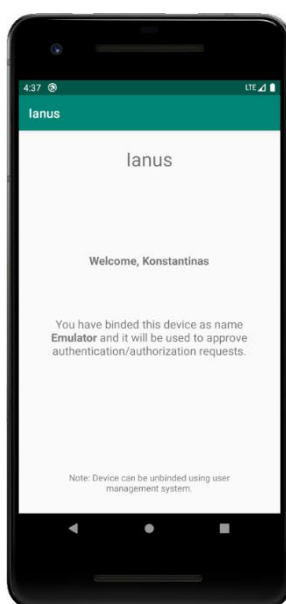 4:37 LTE
Ianus
Ianus
Welcome, Konstantinas
You have binded this device as name
Emulator and it will be used to approve
authentication/authorization requests.
Note: Device can be unbinded using user
management system.